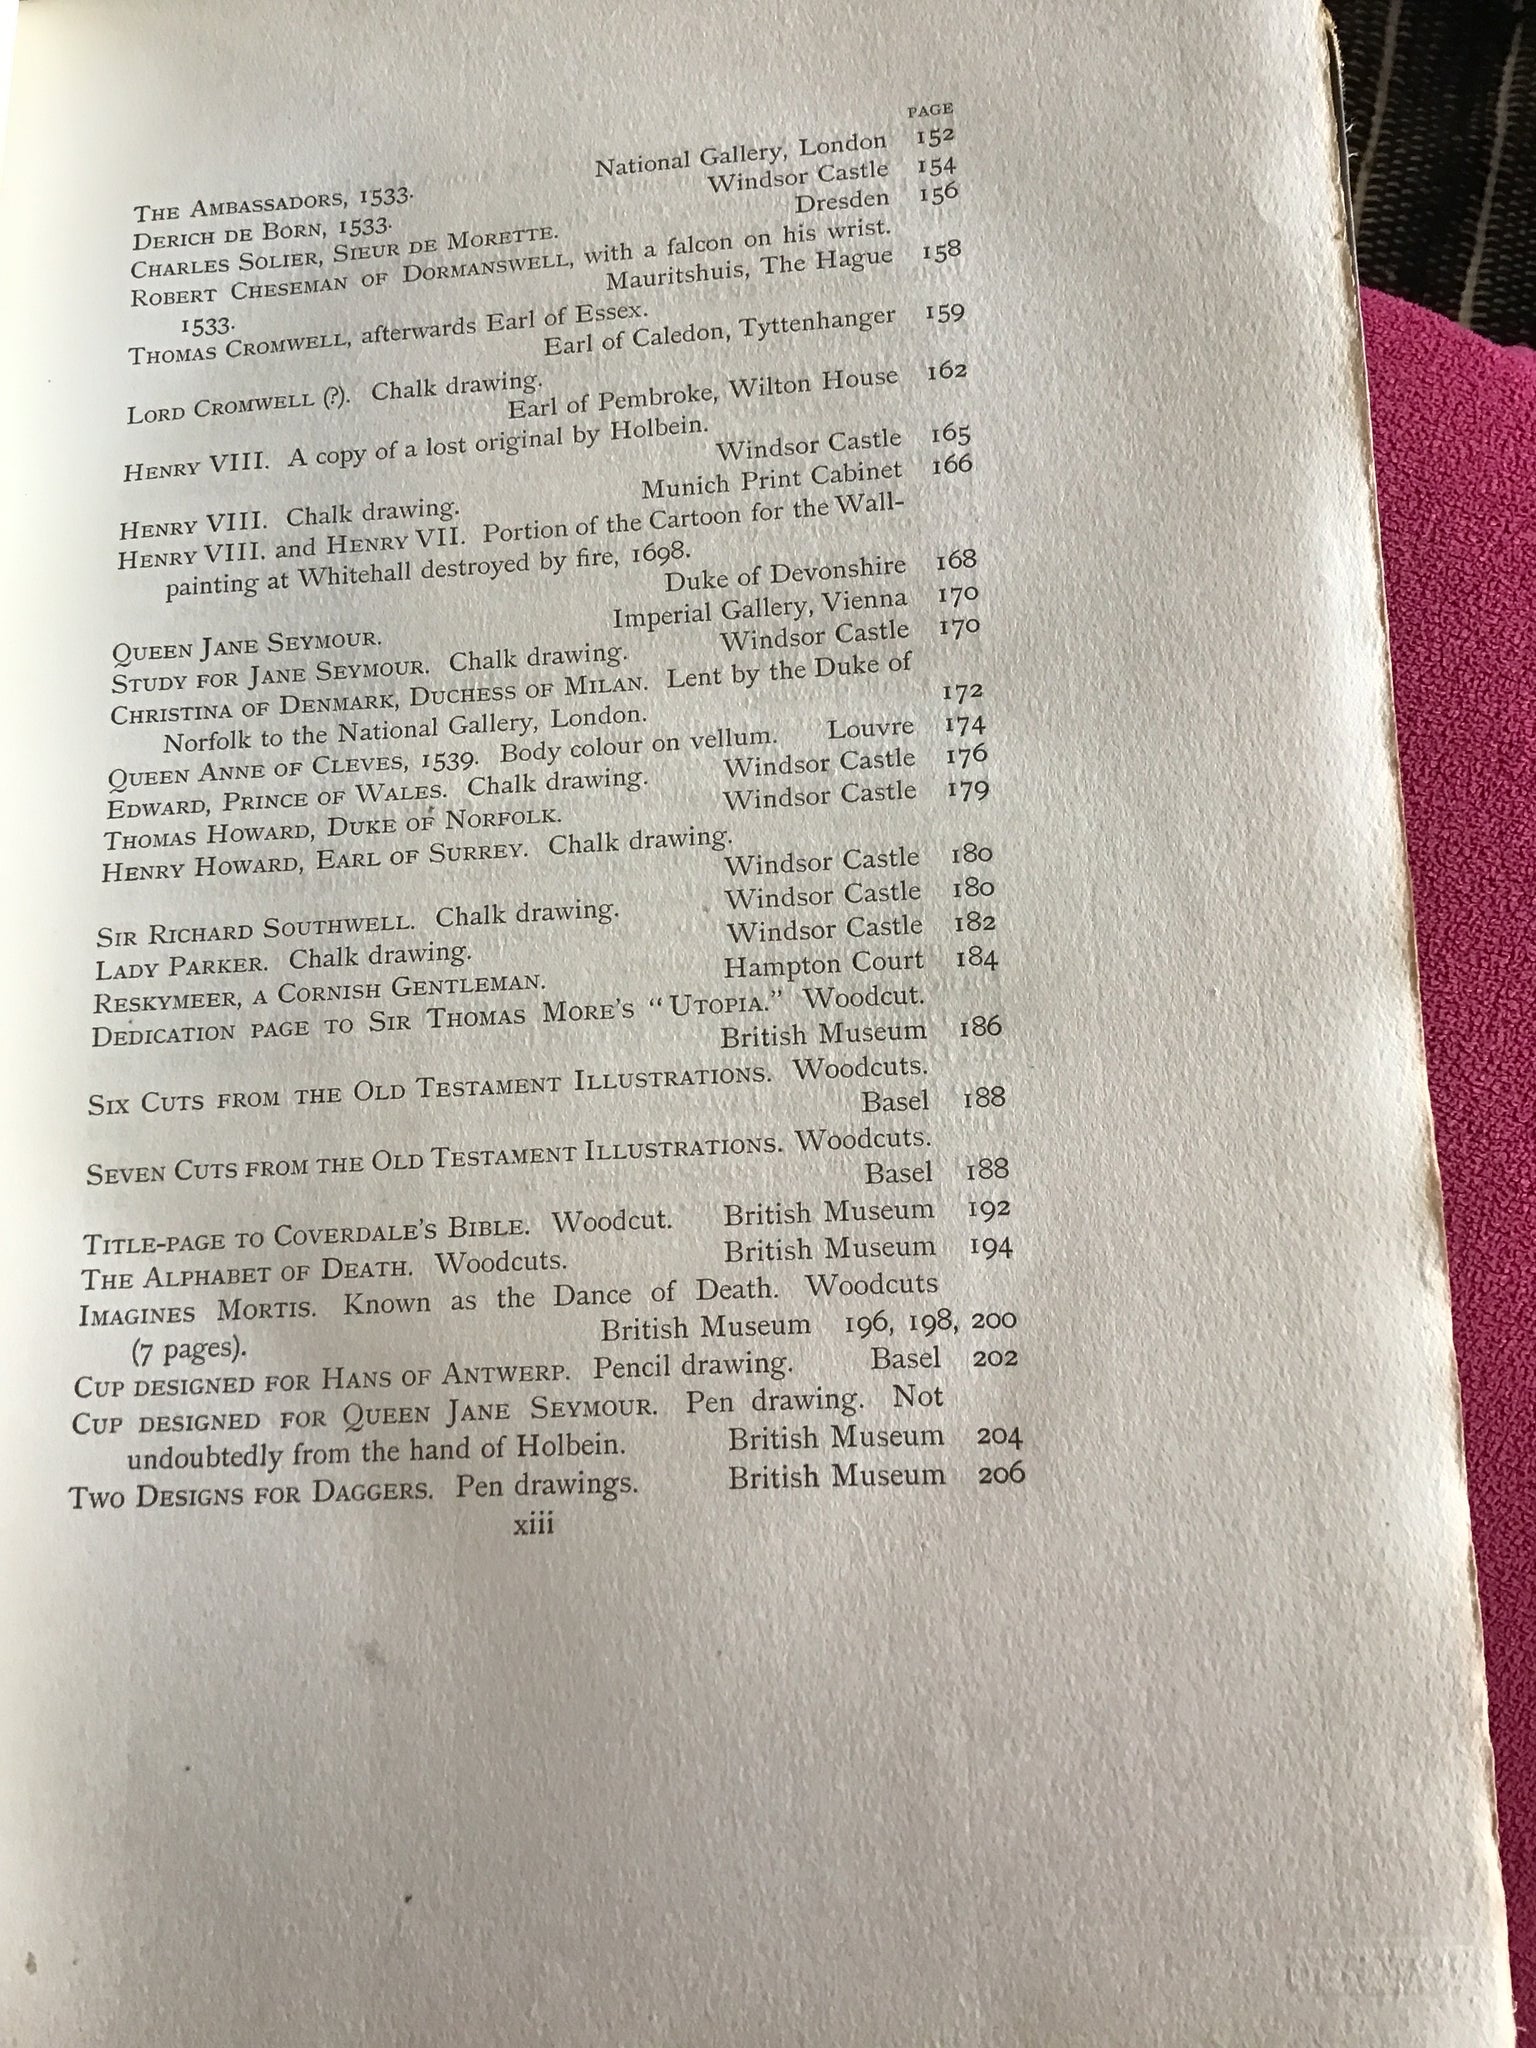 PAGE
THE AMBASSADORS, 1533. National Gallery, London 152
DERICH DE BORN, 1533. Windsor Castle 154
CHARLES SOLIER, SIEUR DE MORETTE. Dresden 156
ROBERT CHESEMAN OF DORMANSWELL, with a falcon on his wrist.
1533. Mauritshuis, The Hague 158
THOMAS CROMWELL, afterwards Earl of Essex.
Earl of Caledon, Tyttenhanger 159
LORD CROMWELL (?). Chalk drawing.
Earl of Pembroke, Wilton House 162
HENRY VIII. A copy of a lost original by Holbein.
Windsor Castle 165
HENRY VIII. Chalk drawing. Munich Print Cabinet 166
HENRY VIII. and HENRY VII. Portion of the Cartoon for the Wall-
painting at Whitehall destroyed by fire, 1698.
Duke of Devonshire 168
QUEEN JANE SEYMOUR. Imperial Gallery, Vienna 170
STUDY FOR JANE SEYMOUR. Chalk drawing. Windsor Castle 170
CHRISTINA OF DENMARK, DUCHESS OF MILAN. Lent by the Duke of
Norfolk to the National Gallery, London. 172
QUEEN ANNE OF CLEVES, 1539. Body colour on vellum. Louvre 174
EDWARD, PRINCE OF WALES. Chalk drawing. Windsor Castle 176
THOMAS HOWARD, DUKE OF NORFOLK. Windsor Castle 179
HENRY HOWARD, EARL OF SURREY. Chalk drawing.
Windsor Castle 180
SIR RICHARD SOUTHWELL. Chalk drawing. Windsor Castle 180
LADY PARKER. Chalk drawing. Windsor Castle 182
RESKYMEER, A CORNISH GENTLEMAN. Hampton Court 184
DEDICATION PAGE TO SIR THOMAS MORE'S "UTOPIA." Woodcut.
British Museum 186
SIX CUTS FROM THE OLD TESTAMENT ILLUSTRATIONS. Woodcuts.
Basel 188
SEVEN CUTS FROM THE OLD TESTAMENT ILLUSTRATIONS. Woodcuts.
Basel 188
TITLE-PAGE TO COVERDALE'S BIBLE. Woodcut. British Museum 192
THE ALPHABET OF DEATH. Woodcuts. British Museum 194
IMAGINES MORTIS. Known as the Dance of Death. Woodcuts
(7 pages). British Museum 196, 198, 200
CUP DESIGNED FOR HANS OF ANTWERP. Pencil drawing. Basel 202
CUP DESIGNED FOR QUEEN JANE SEYMOUR. Pen drawing. Not
undoubtedly from the hand of Holbein. British Museum 204
TWO DESIGNS FOR DAGGERS. Pen drawings. British Museum 206
xiii